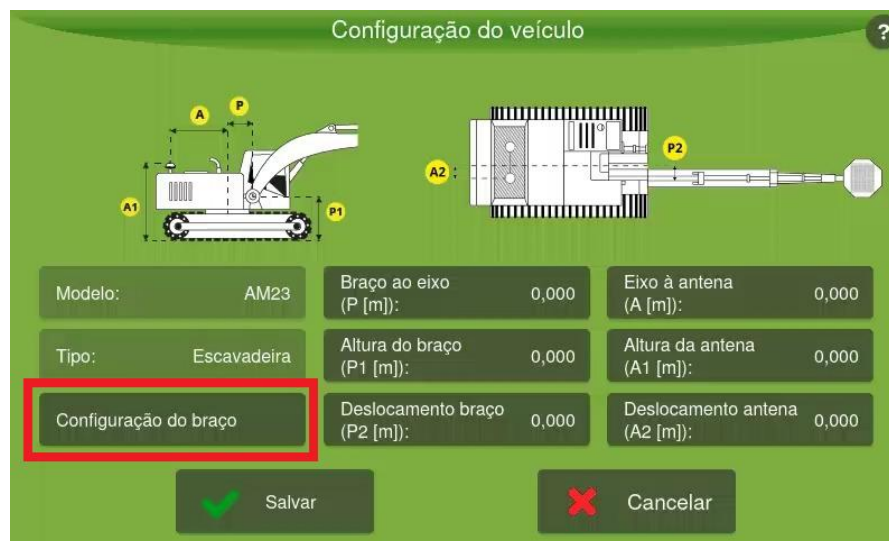 Configuração do veículo
?
A
P
A1
P1
A2
P2
Modelo: AM23
Braço ao eixo
(P [m]): 0,000
Eixo à antena
(A [m]): 0,000
Tipo: Escavadeira
Altura do braço
(P1 [m]): 0,000
Altura da antena
(A1 [m]): 0,000
Configuração do braço
Deslocamento braço
(P2 [m]): 0,000
Deslocamento antena
(A2 [m]): 0,000
Salvar
Cancelar